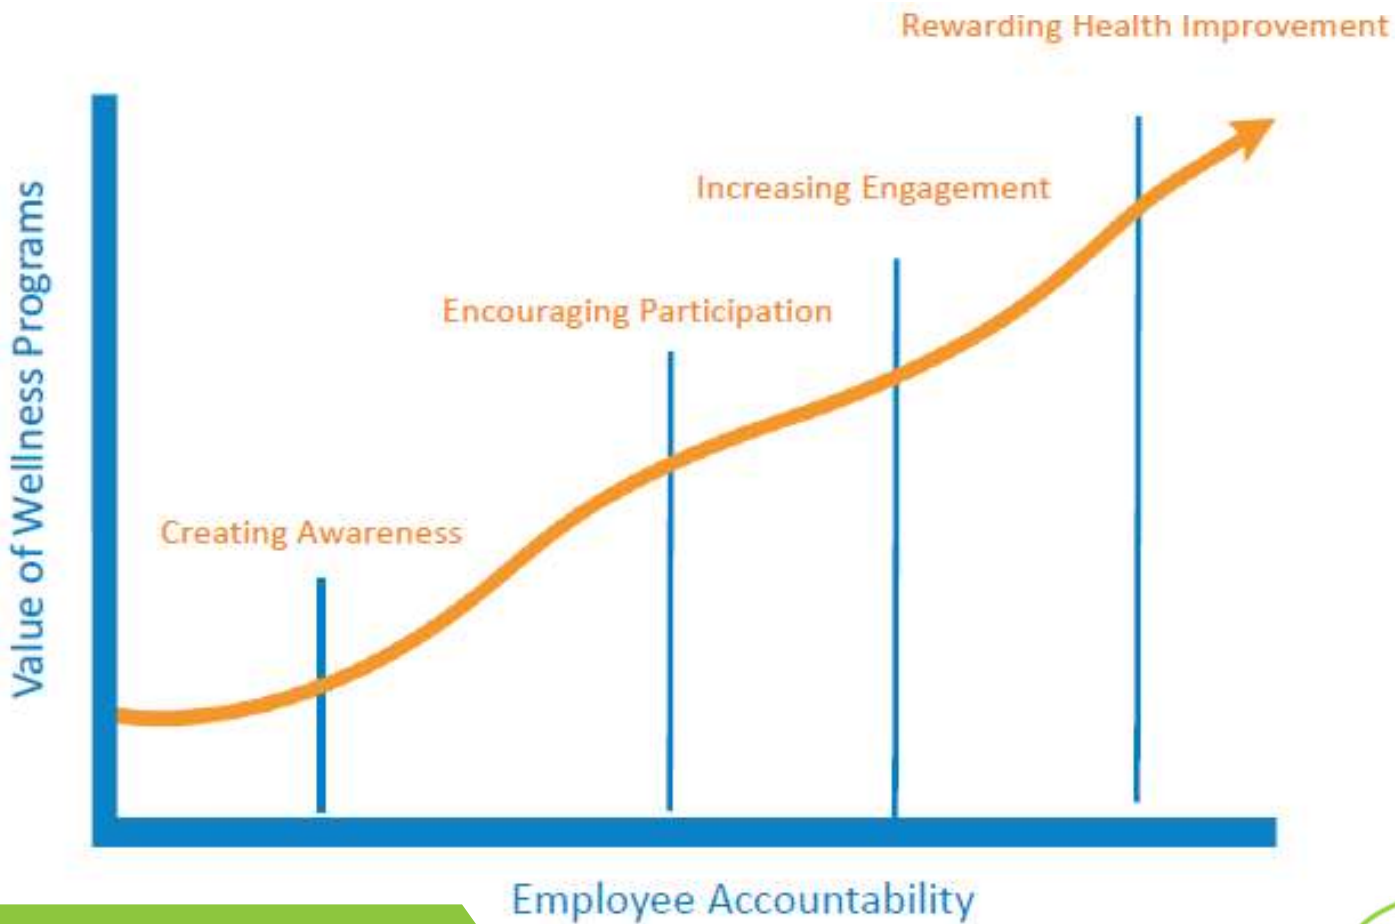 Rewarding Health Improvement
Increasing Engagement
Encouraging Participation
Creating Awareness
Value of Wellness Programs
Employee Accountability